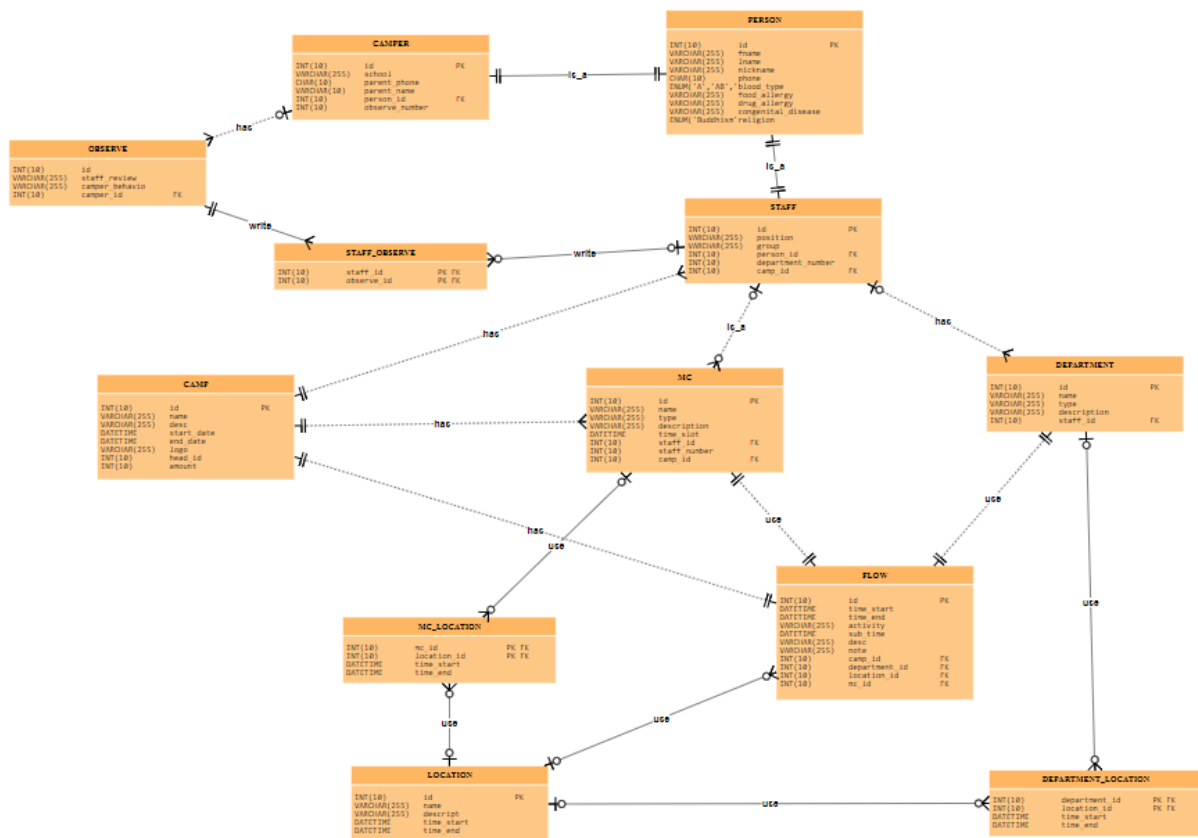 PERSON
INT(10) id PK
VARCHAR(255) fname
VARCHAR(255) lname
VARCHAR(255) nickname
CHAR(10) phone
ENUM('A','AB','blood_type
VARCHAR(255) food_allergy
VARCHAR(255) drug_allergy
VARCHAR(255) congenital_disease
ENUM('Buddhism'religion
CAMPER
INT(10) id PK
VARCHAR(255) school
CHAR(10) parent_phone
VARCHAR(10) parent_name
INT(10) person_id FK
INT(10) observe_number
is_a
has
is_a
OBSERVE
INT(10) id
VARCHAR(255) staff_review
VARCHAR(255) camper_behavio
INT(10) camper_id FK
write
STAFF
INT(10) id PK
VARCHAR(255) position
VARCHAR(255) group
INT(10) person_id FK
INT(10) department_number
INT(10) camp_id FK
STAFF_OBSERVE
INT(10) staff_id PK FK
INT(10) observe_id PK FK
write
has
is_a
has
CAMP
INT(10) id PK
VARCHAR(255) name
VARCHAR(255) desc
DATETIME start_date
DATETIME end_date
VARCHAR(255) logo
INT(10) head_id
INT(10) amount
has
MC
INT(10) id PK
VARCHAR(255) name
VARCHAR(255) type
VARCHAR(255) description
DATETIME time_slot
INT(10) staff_id FK
INT(10) staff_number
INT(10) camp_id FK
DEPARTMENT
INT(10) id PK
VARCHAR(255) name
VARCHAR(255) type
VARCHAR(255) description
INT(10) staff_id FK
has
use
use
use
use
FLOW
INT(10) id PK
DATETIME time_start
DATETIME time_end
VARCHAR(255) activity
DATETIME sub_time
VARCHAR(255) desc
VARCHAR(255) note
INT(10) camp_id FK
INT(10) department_id FK
INT(10) location_id FK
INT(10) mc_id FK
MC_LOCATION
INT(10) mc_id PK FK
INT(10) location_id PK FK
DATETIME time_start
DATETIME time_end
use
use
LOCATION
INT(10) id PK
VARCHAR(255) name
VARCHAR(255) descript
DATETIME time_start
DATETIME time_end
use
DEPARTMENT_LOCATION
INT(10) department_id PK FK
INT(10) location_id PK FK
DATETIME time_start
DATETIME time_end